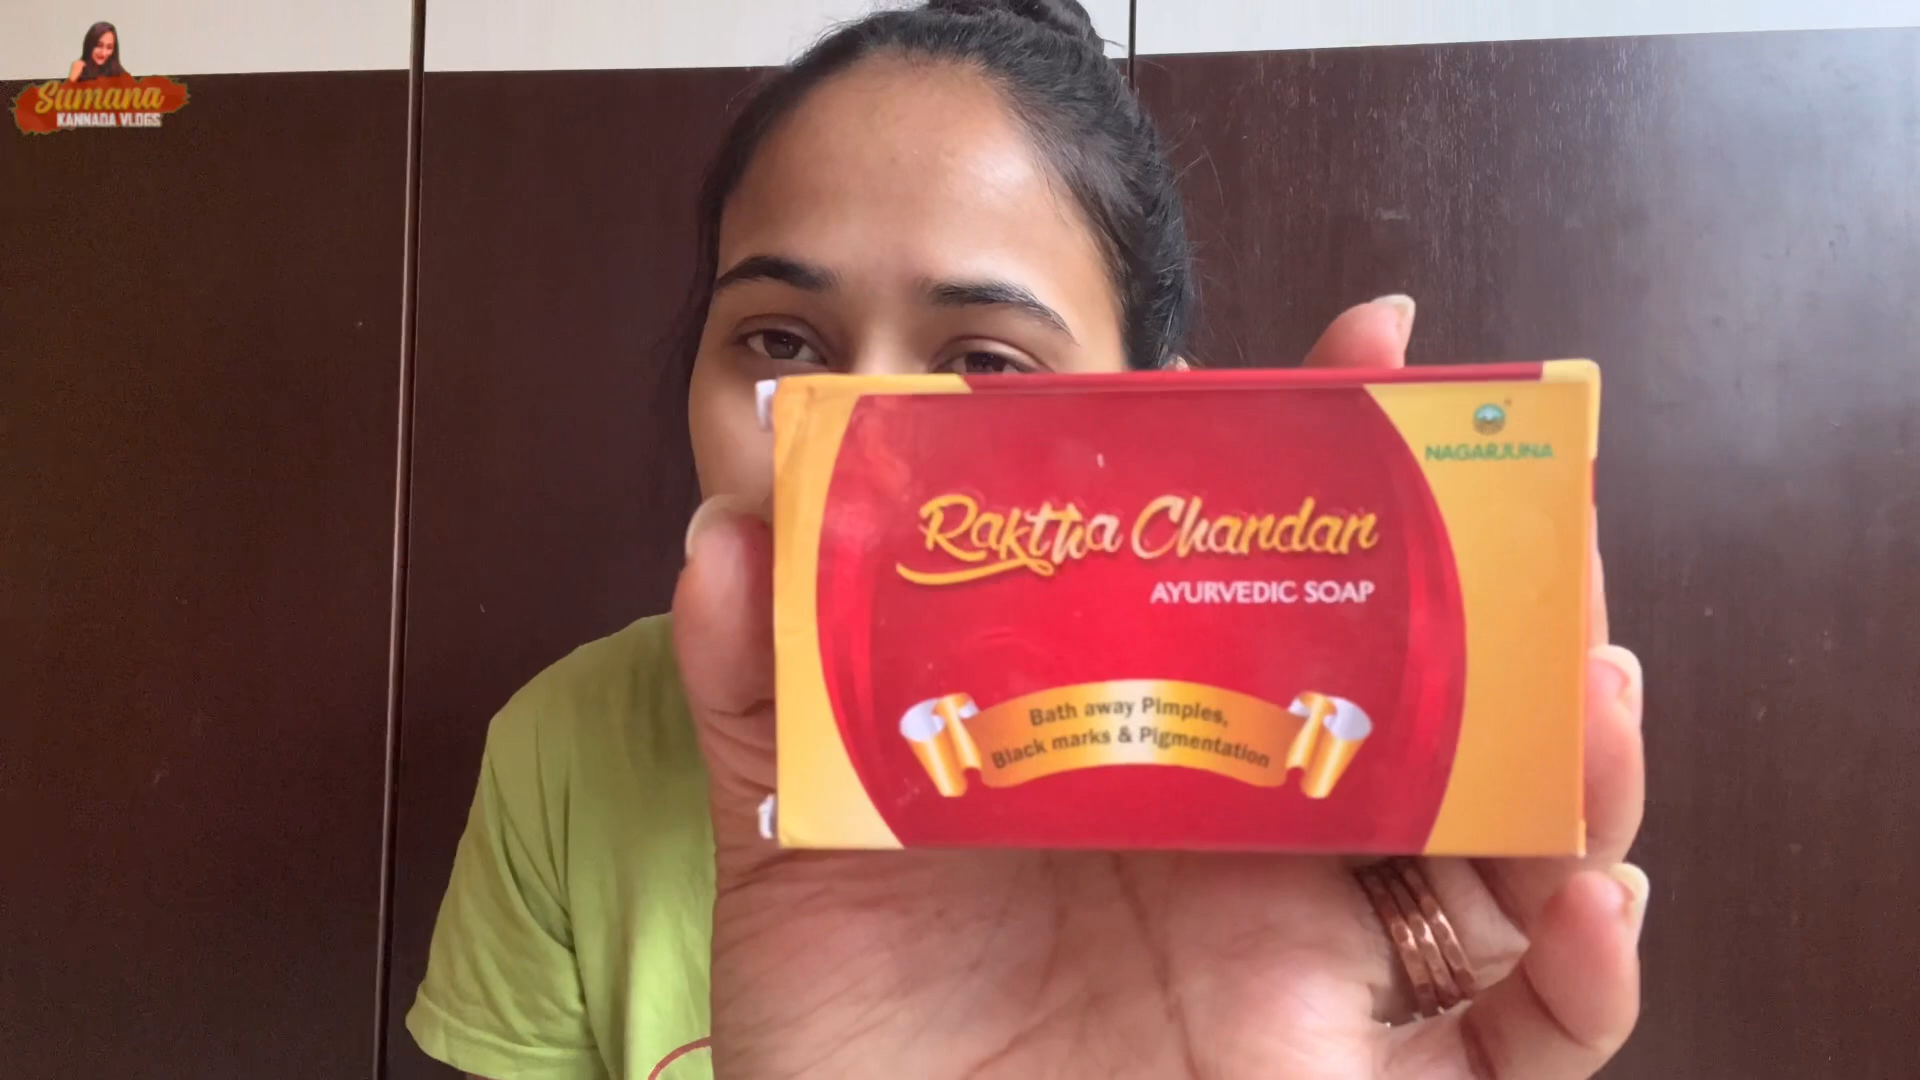 Sumana
KANNADA VLOGS
NAGARJUNA
Raktha Chandan
AYURVEDIC SOAP
Bath away Pimples,
Black marks & Pigmentation